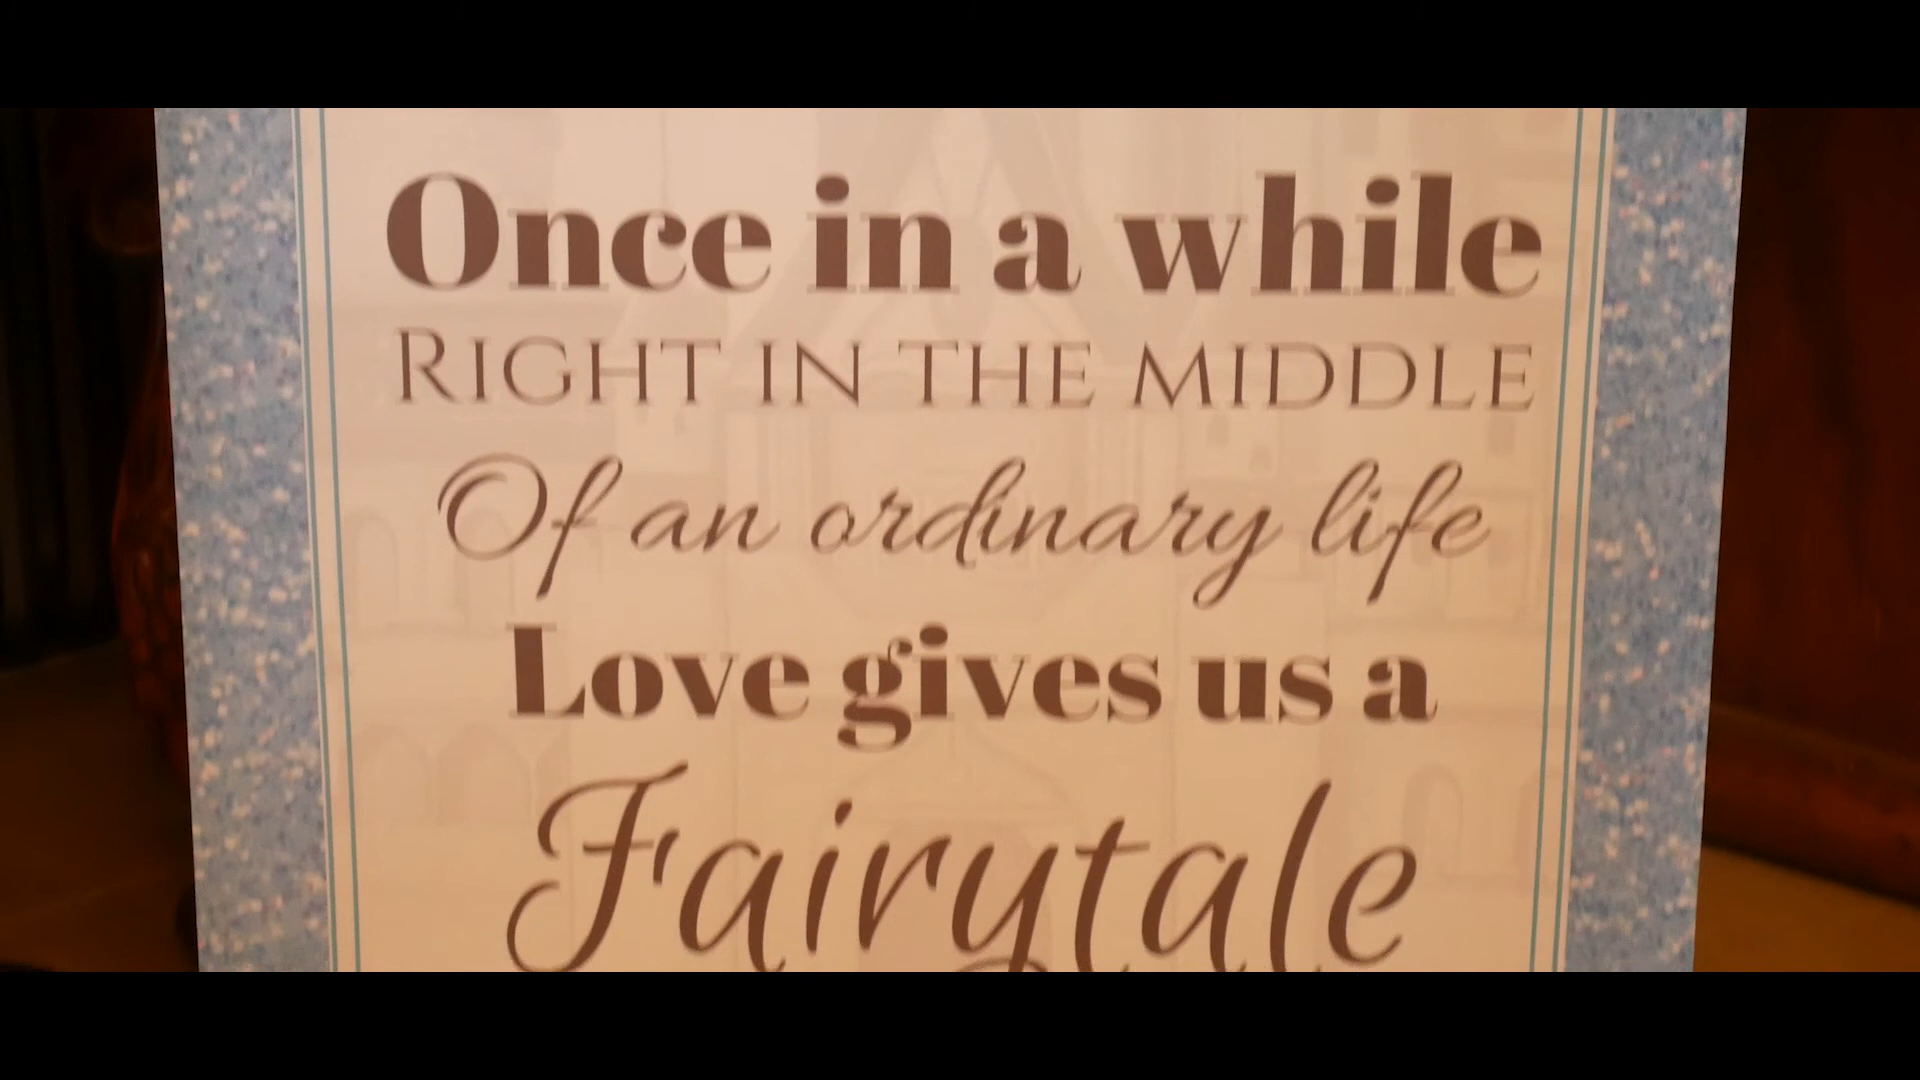 Once in a while
RIGHT IN THE MIDDLE
Of an ordinary life
Love gives us a
Fairytale